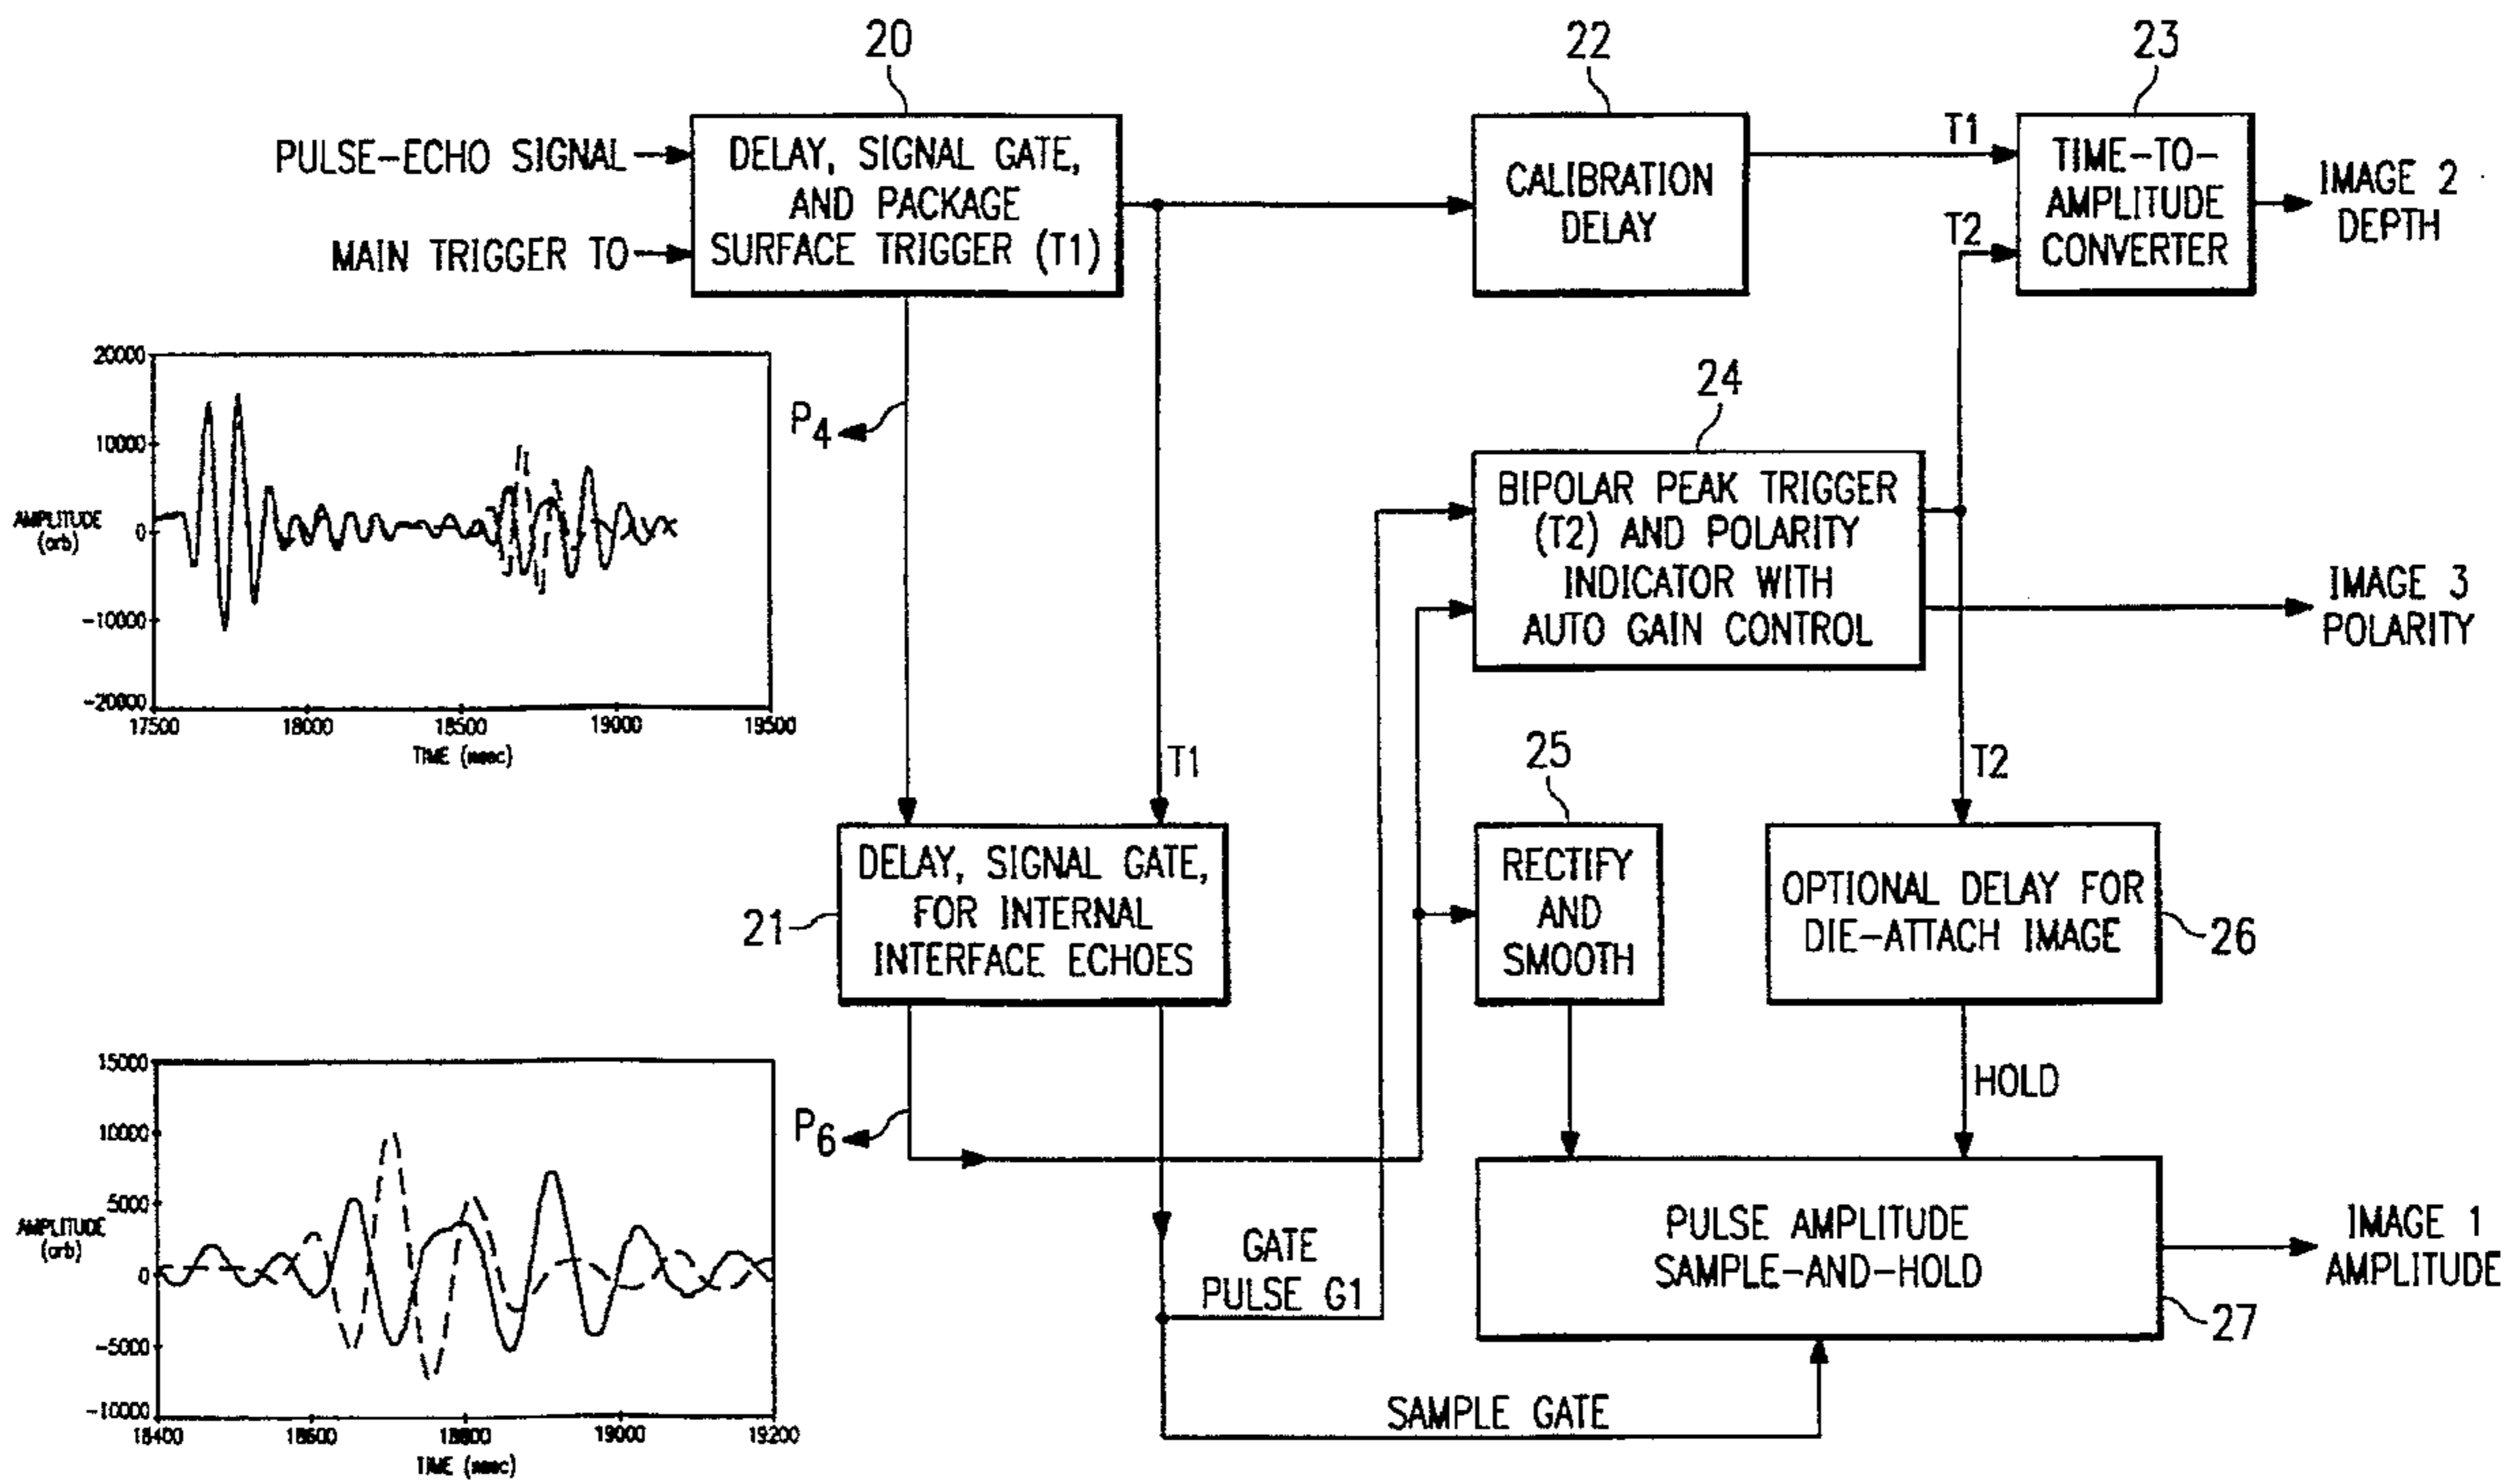 20
22
23
PULSE-ECHO SIGNAL
MAIN TRIGGER TO
DELAY, SIGNAL GATE,
AND PACKAGE
SURFACE TRIGGER (T1)
CALIBRATION
DELAY
T1
T2
TIME-TO-
AMPLITUDE
CONVERTER
IMAGE 2
DEPTH
20000
10000
0
-10000
-20000
AMPLITUDE
(arb)
17500
18000
18500
19000
19500
TIME (nsec)
P4
24
BIPOLAR PEAK TRIGGER
(T2) AND POLARITY
INDICATOR WITH
AUTO GAIN CONTROL
IMAGE 3
POLARITY
T1
25
T2
21
DELAY, SIGNAL GATE,
FOR INTERNAL
INTERFACE ECHOES
RECTIFY
AND
SMOOTH
OPTIONAL DELAY FOR
DIE-ATTACH IMAGE
26
HOLD
15000
10000
5000
0
-5000
-10000
AMPLITUDE
(arb)
18400
18600
18800
19000
19200
TIME (nsec)
P6
GATE
PULSE G1
PULSE AMPLITUDE
SAMPLE-AND-HOLD
IMAGE 1
AMPLITUDE
27
SAMPLE GATE